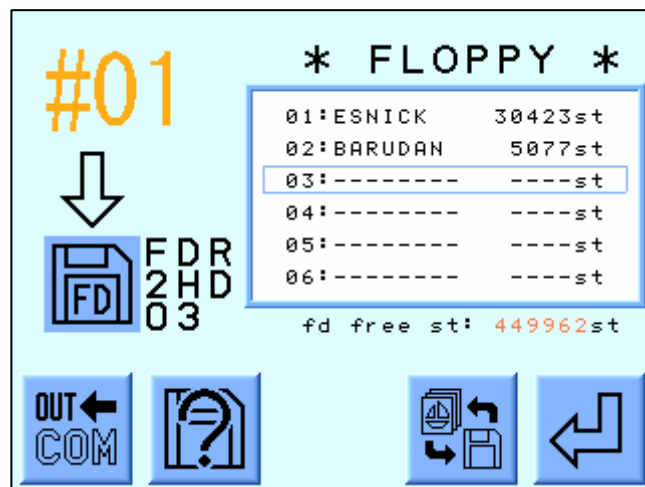 #01
* FLOPPY *
01:ESNICK 30423st
02:BARUDAN 5077st
03:-------- ----st
04:-------- ----st
05:-------- ----st
06:-------- ----st
FD
FDR
2HD
03
fd free st: 449962st
OUT
COM
?